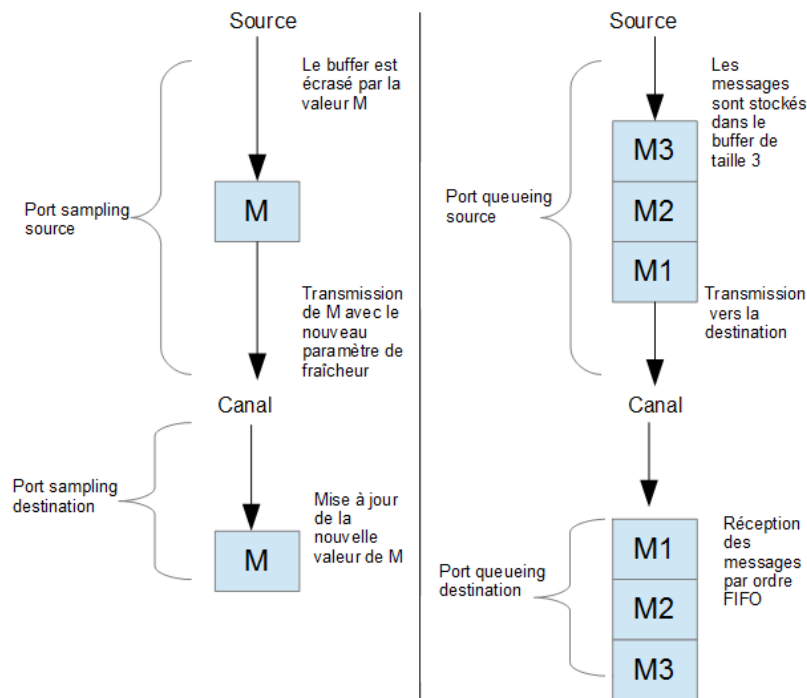 Source
Le buffer est
écrasé par la
valeur M
M
Port sampling
source
Transmission
de M avec le
nouveau
paramètre de
fraîcheur
Canal
Port sampling
destination
Mise à jour
de la
nouvelle
valeur de M
M
Source
Les
messages
sont stockés
dans le
buffer de
taille 3
M3
M2
M1
Port queueing
source
Transmission
vers la
destination
Canal
Port queueing
destination
M1
M2
M3
Réception
des
messages
par ordre
FIFO